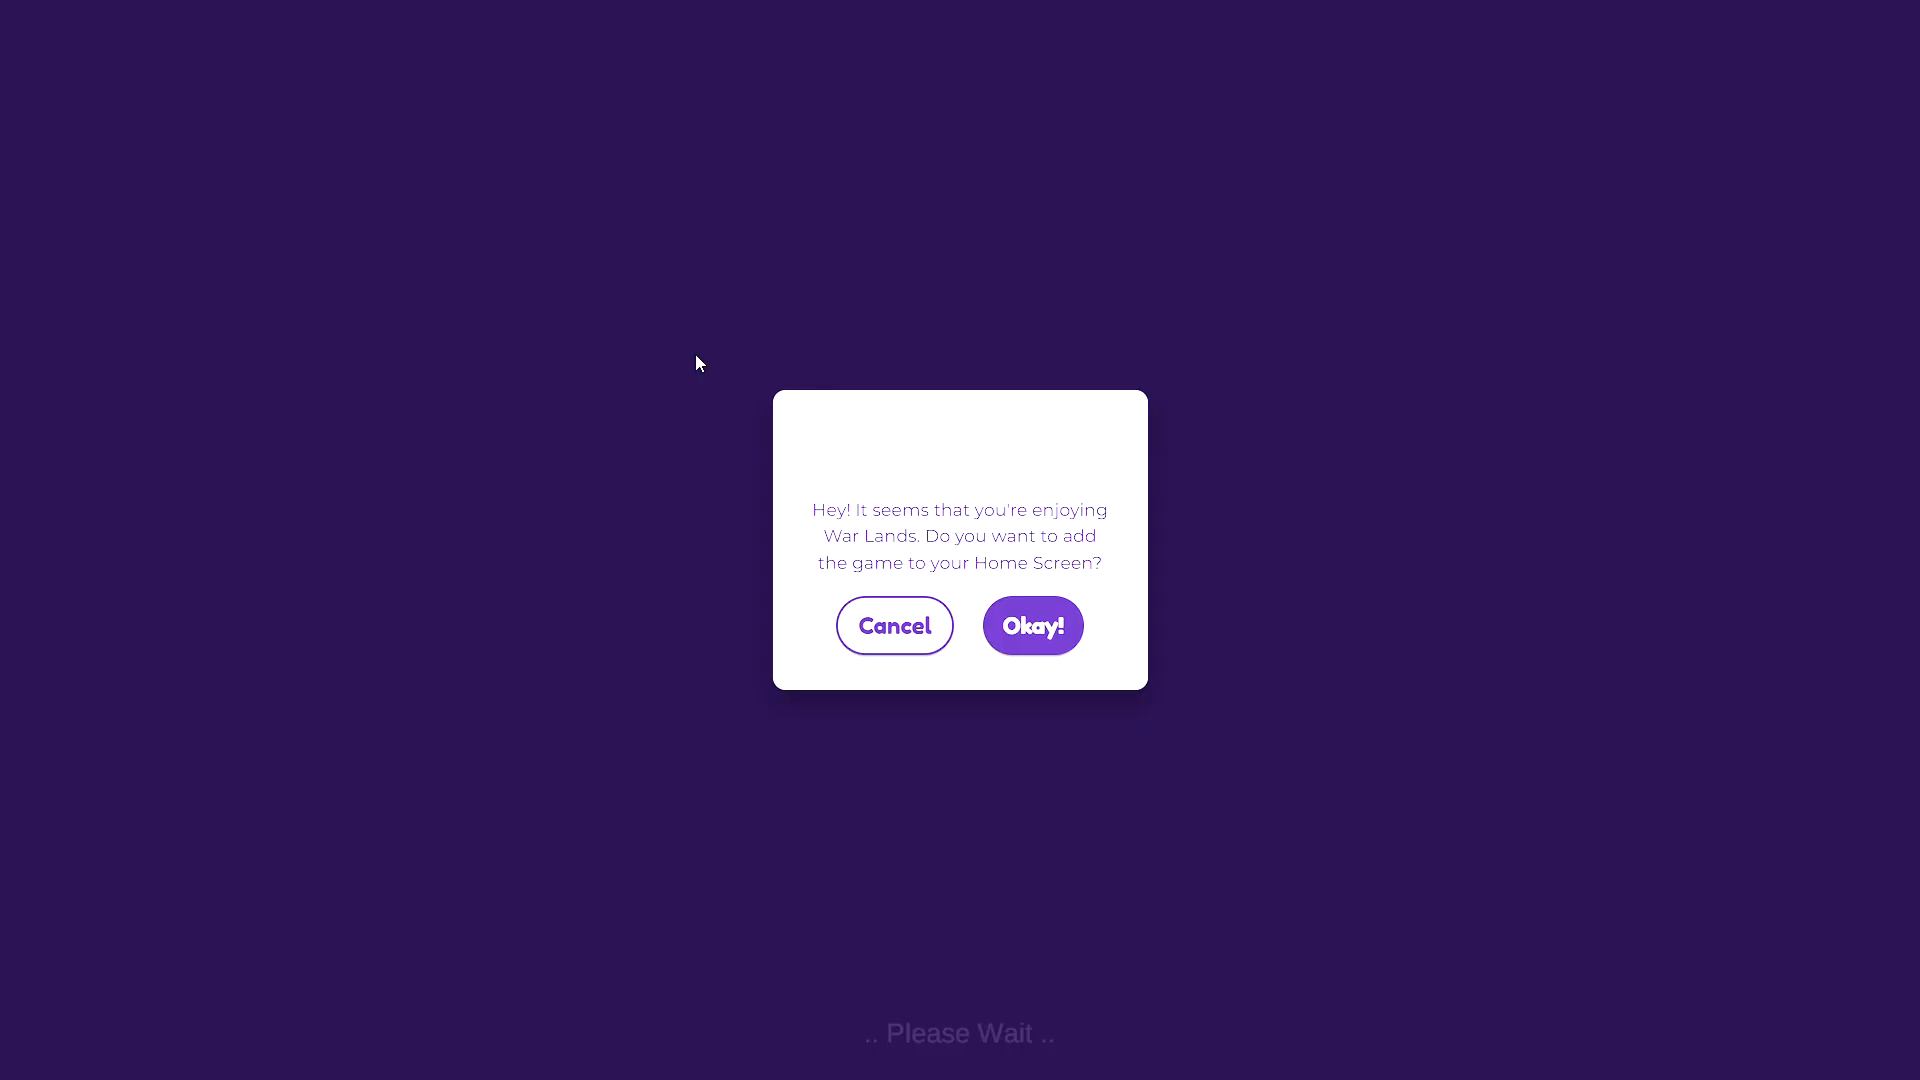 Hey! It seems that you're enjoying
War Lands. Do you want to add
the game to your Home Screen?
Cancel
Okay!
.. Please Wait ..